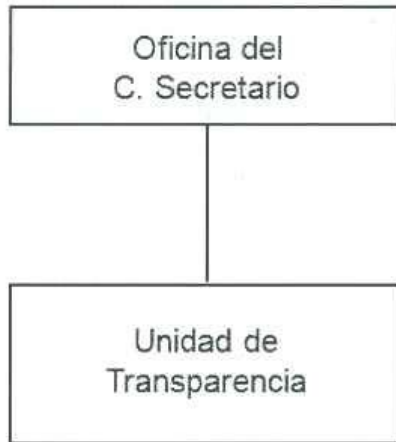 Oficina del
C. Secretario
Unidad de
Transparencia